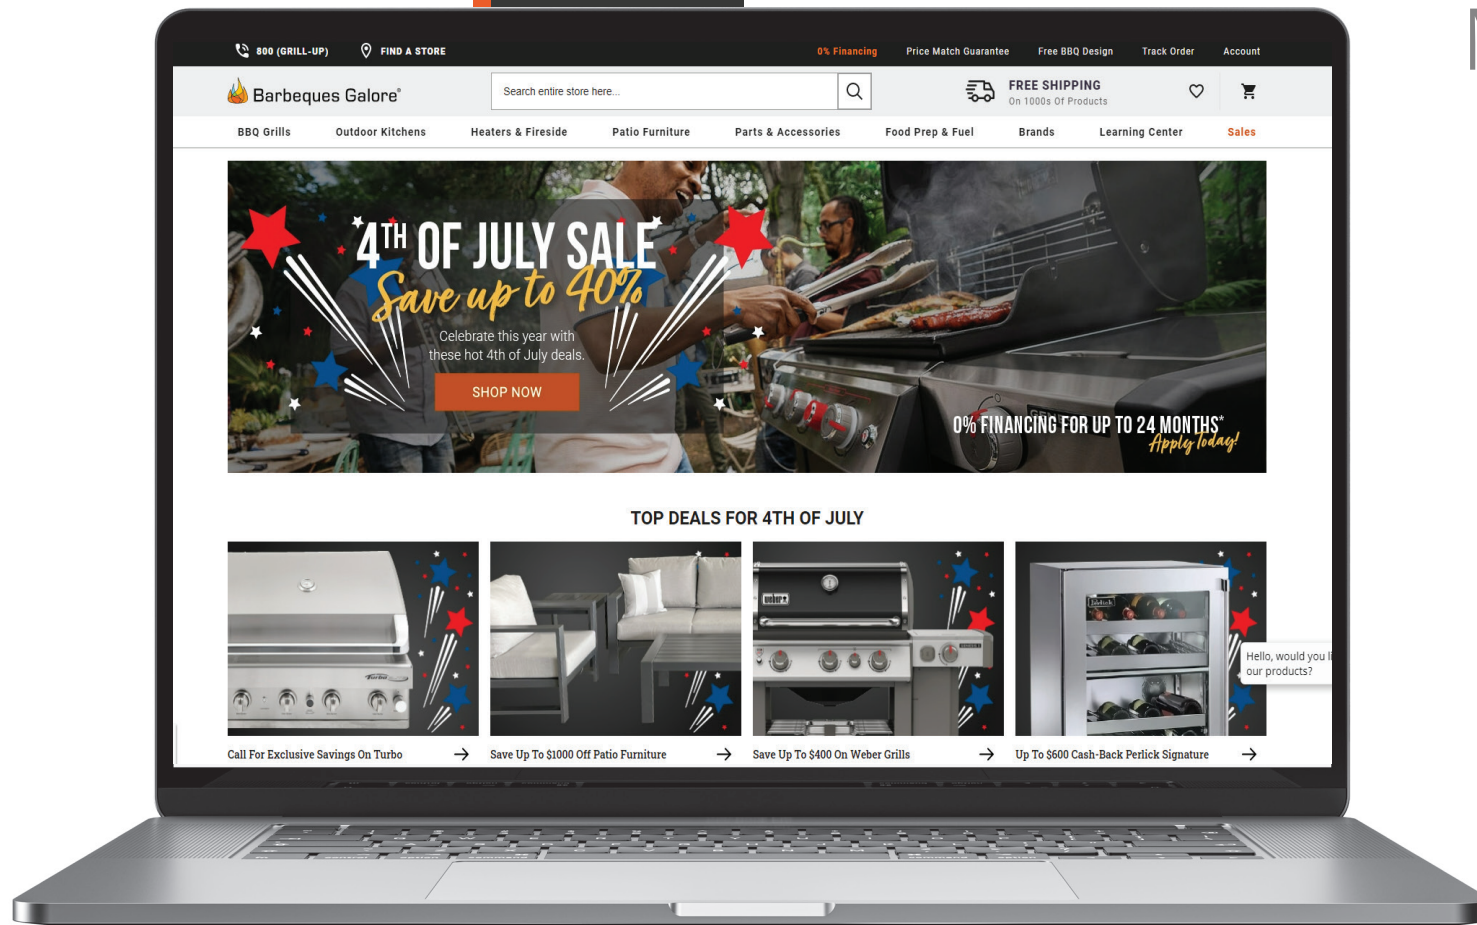 800 (GRILL-UP)
FIND A STORE
0% Financing
Price Match Guarantee
Free BBQ Design
Track Order
Account
Barbeques Galore®
Search entire store here...
FREE SHIPPING
On 1000s Of Products
BBQ Grills
Outdoor Kitchens
Heaters & Fireside
Patio Furniture
Parts & Accessories
Food Prep & Fuel
Brands
Learning Center
Sales
4TH OF JULY SALE
Save up to 40%
Celebrate this year with
these hot 4th of July deals.
SHOP NOW
0% FINANCING FOR UP TO 24 MONTHS*
Apply Today!
TOP DEALS FOR 4TH OF JULY
weber
Hello, would you li
our products?
Call For Exclusive Savings On Turbo
Save Up To $1000 Off Patio Furniture
Save Up To $400 On Weber Grills
Up To $600 Cash-Back Perlick Signature